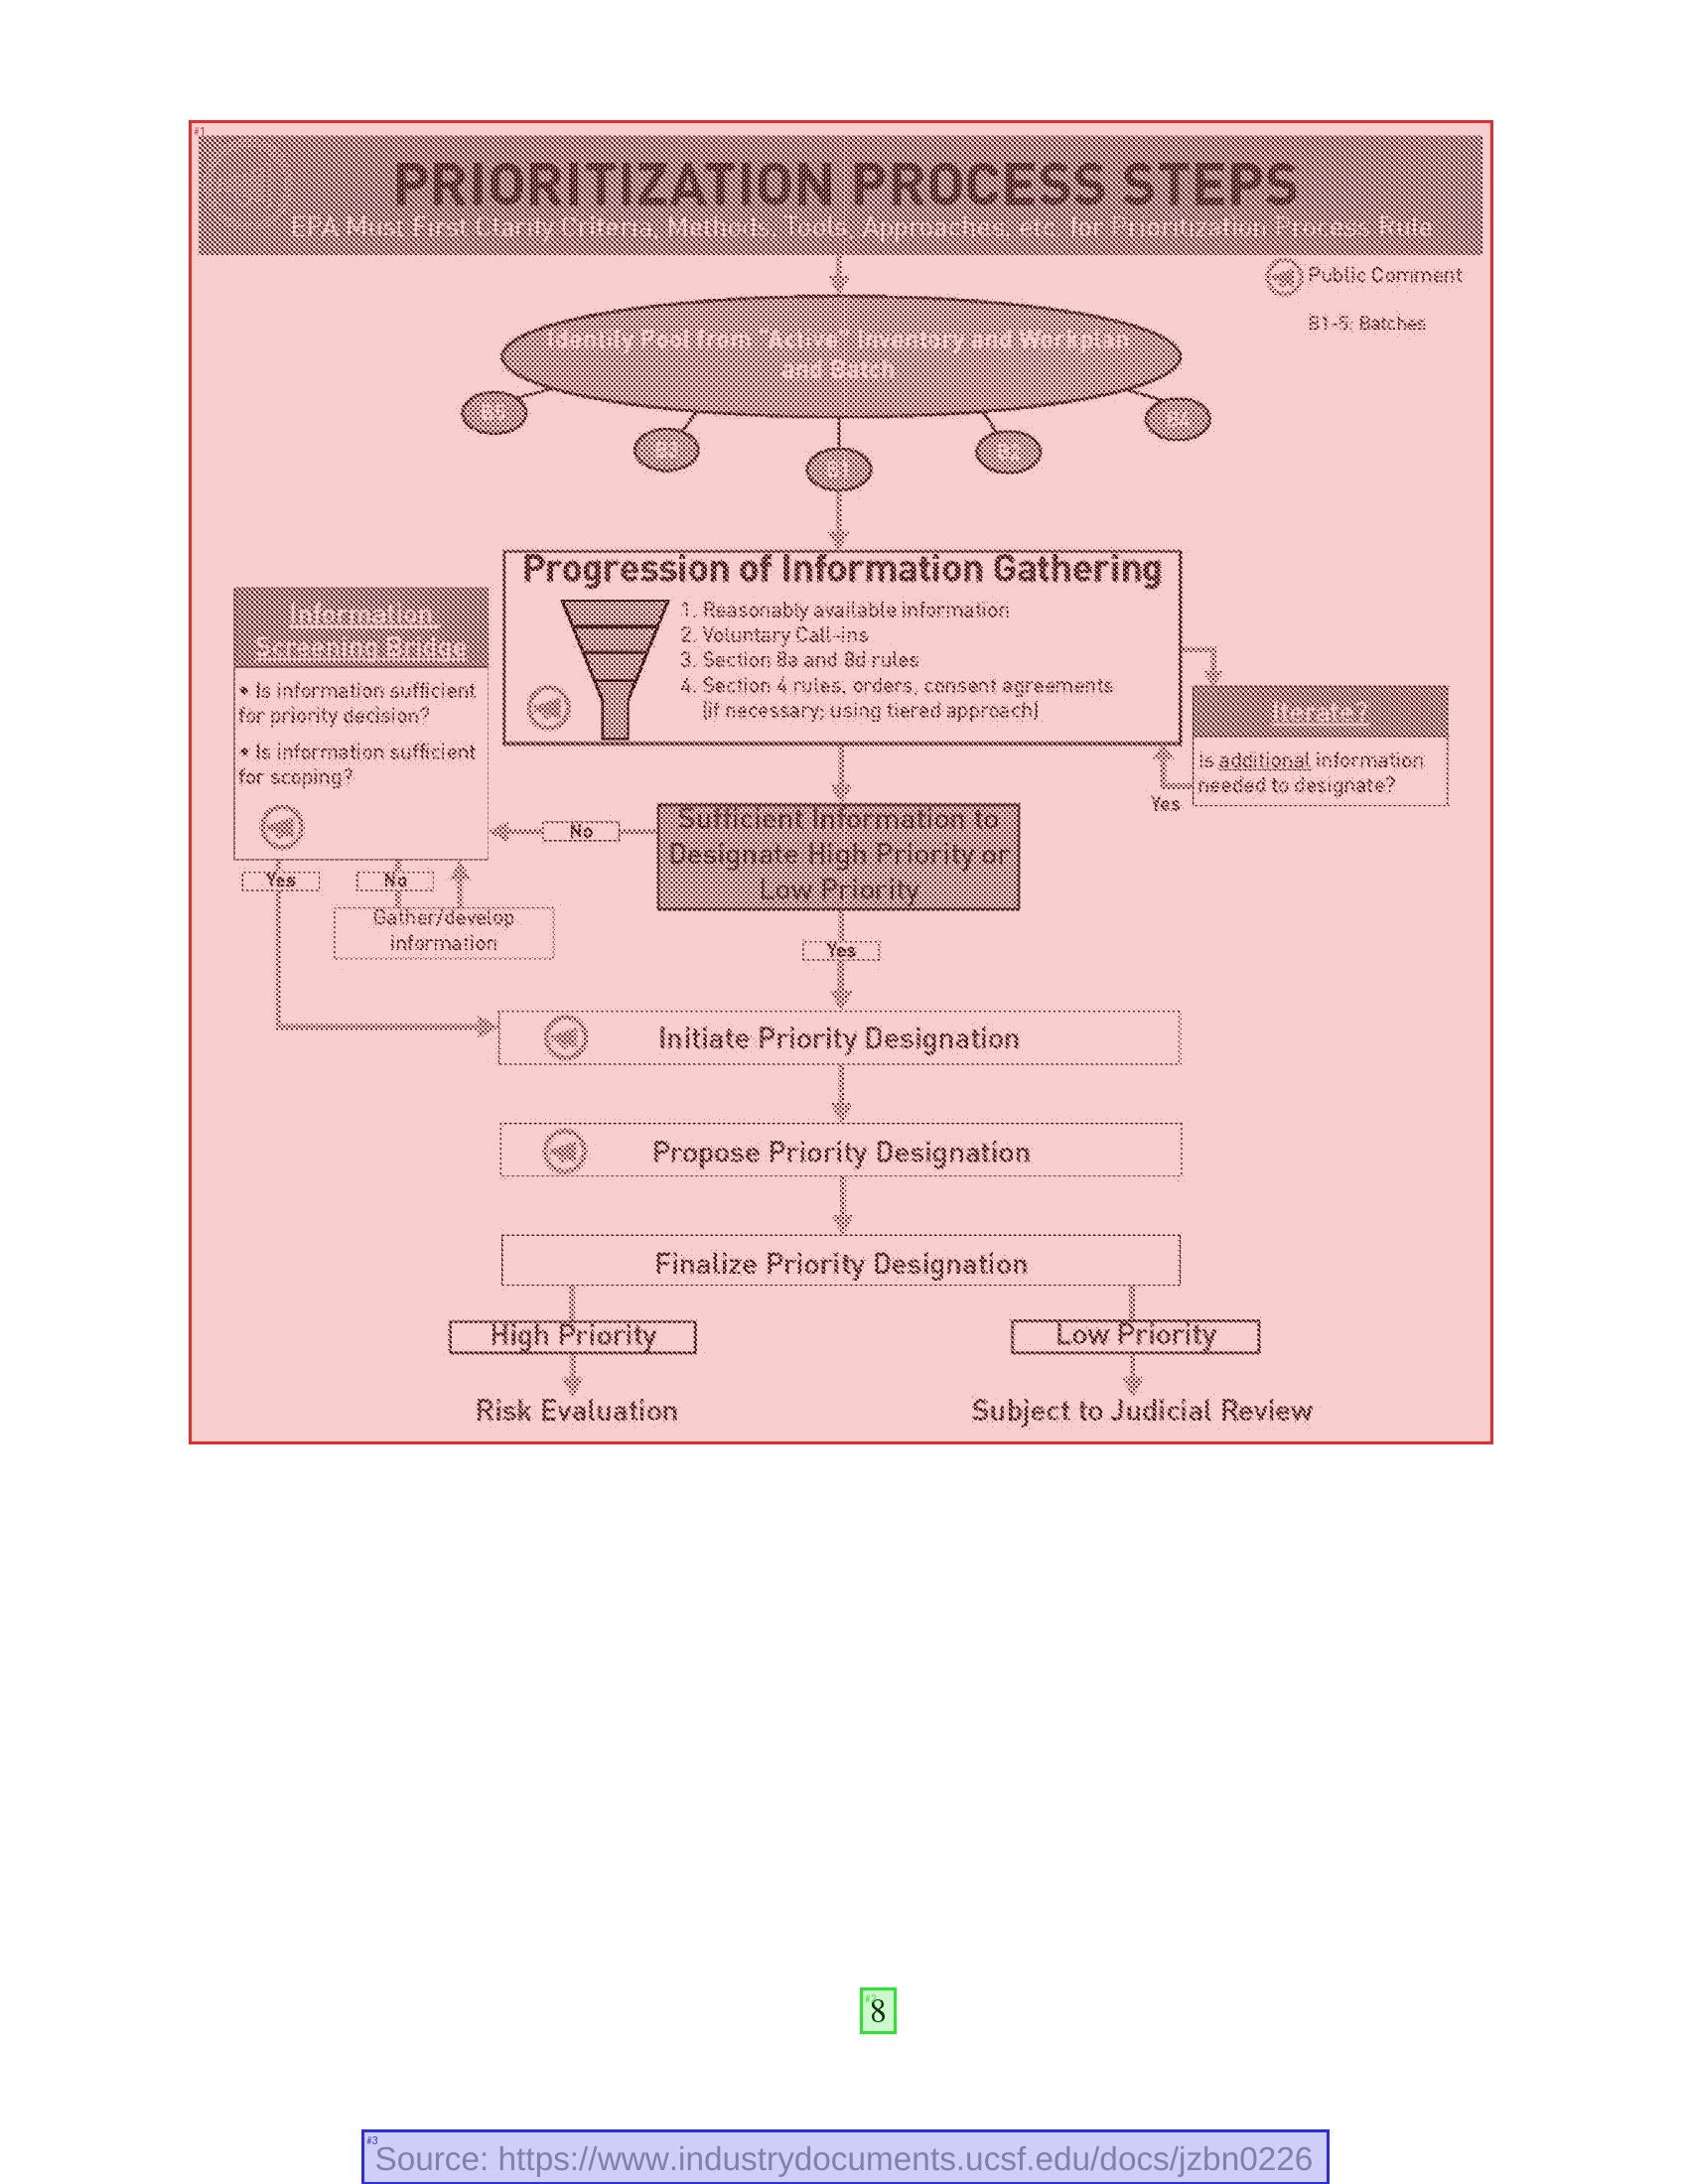 PRIORITIZATION PROCESS STEPS
EPA Must First Clarify Criteria, Methods, Tools, Approaches, etc. for Prioritization Process Rule
Public Comment
B1-5: Batches
Identify Pool from "Active" Inventory and Workplan
and Batch
B5
B3
B1
B4
Progression of Information Gathering
1. Reasonably available information
2. Voluntary Call-ins
3. Section 8a and 8d rules
4. Section 4 rules, orders, consent agreements
(if necessary; using tiered approach)
Information
Screening Bridge
• Is information sufficient
for priority decision?
• Is information sufficient
for scoping?
Iterate?
Is additional information
needed to designate?
Yes
Sufficient Information to
Designate High Priority or
Low Priority
No
Yes
No
Gather/develop
information
Yes
Initiate Priority Designation
Propose Priority Designation
Finalize Priority Designation
High Priority
Low Priority
Risk Evaluation
Subject to Judicial Review
8
Source: https://www.industrydocuments.ucsf.edu/docs/jzbn0226
#1
#2
#3